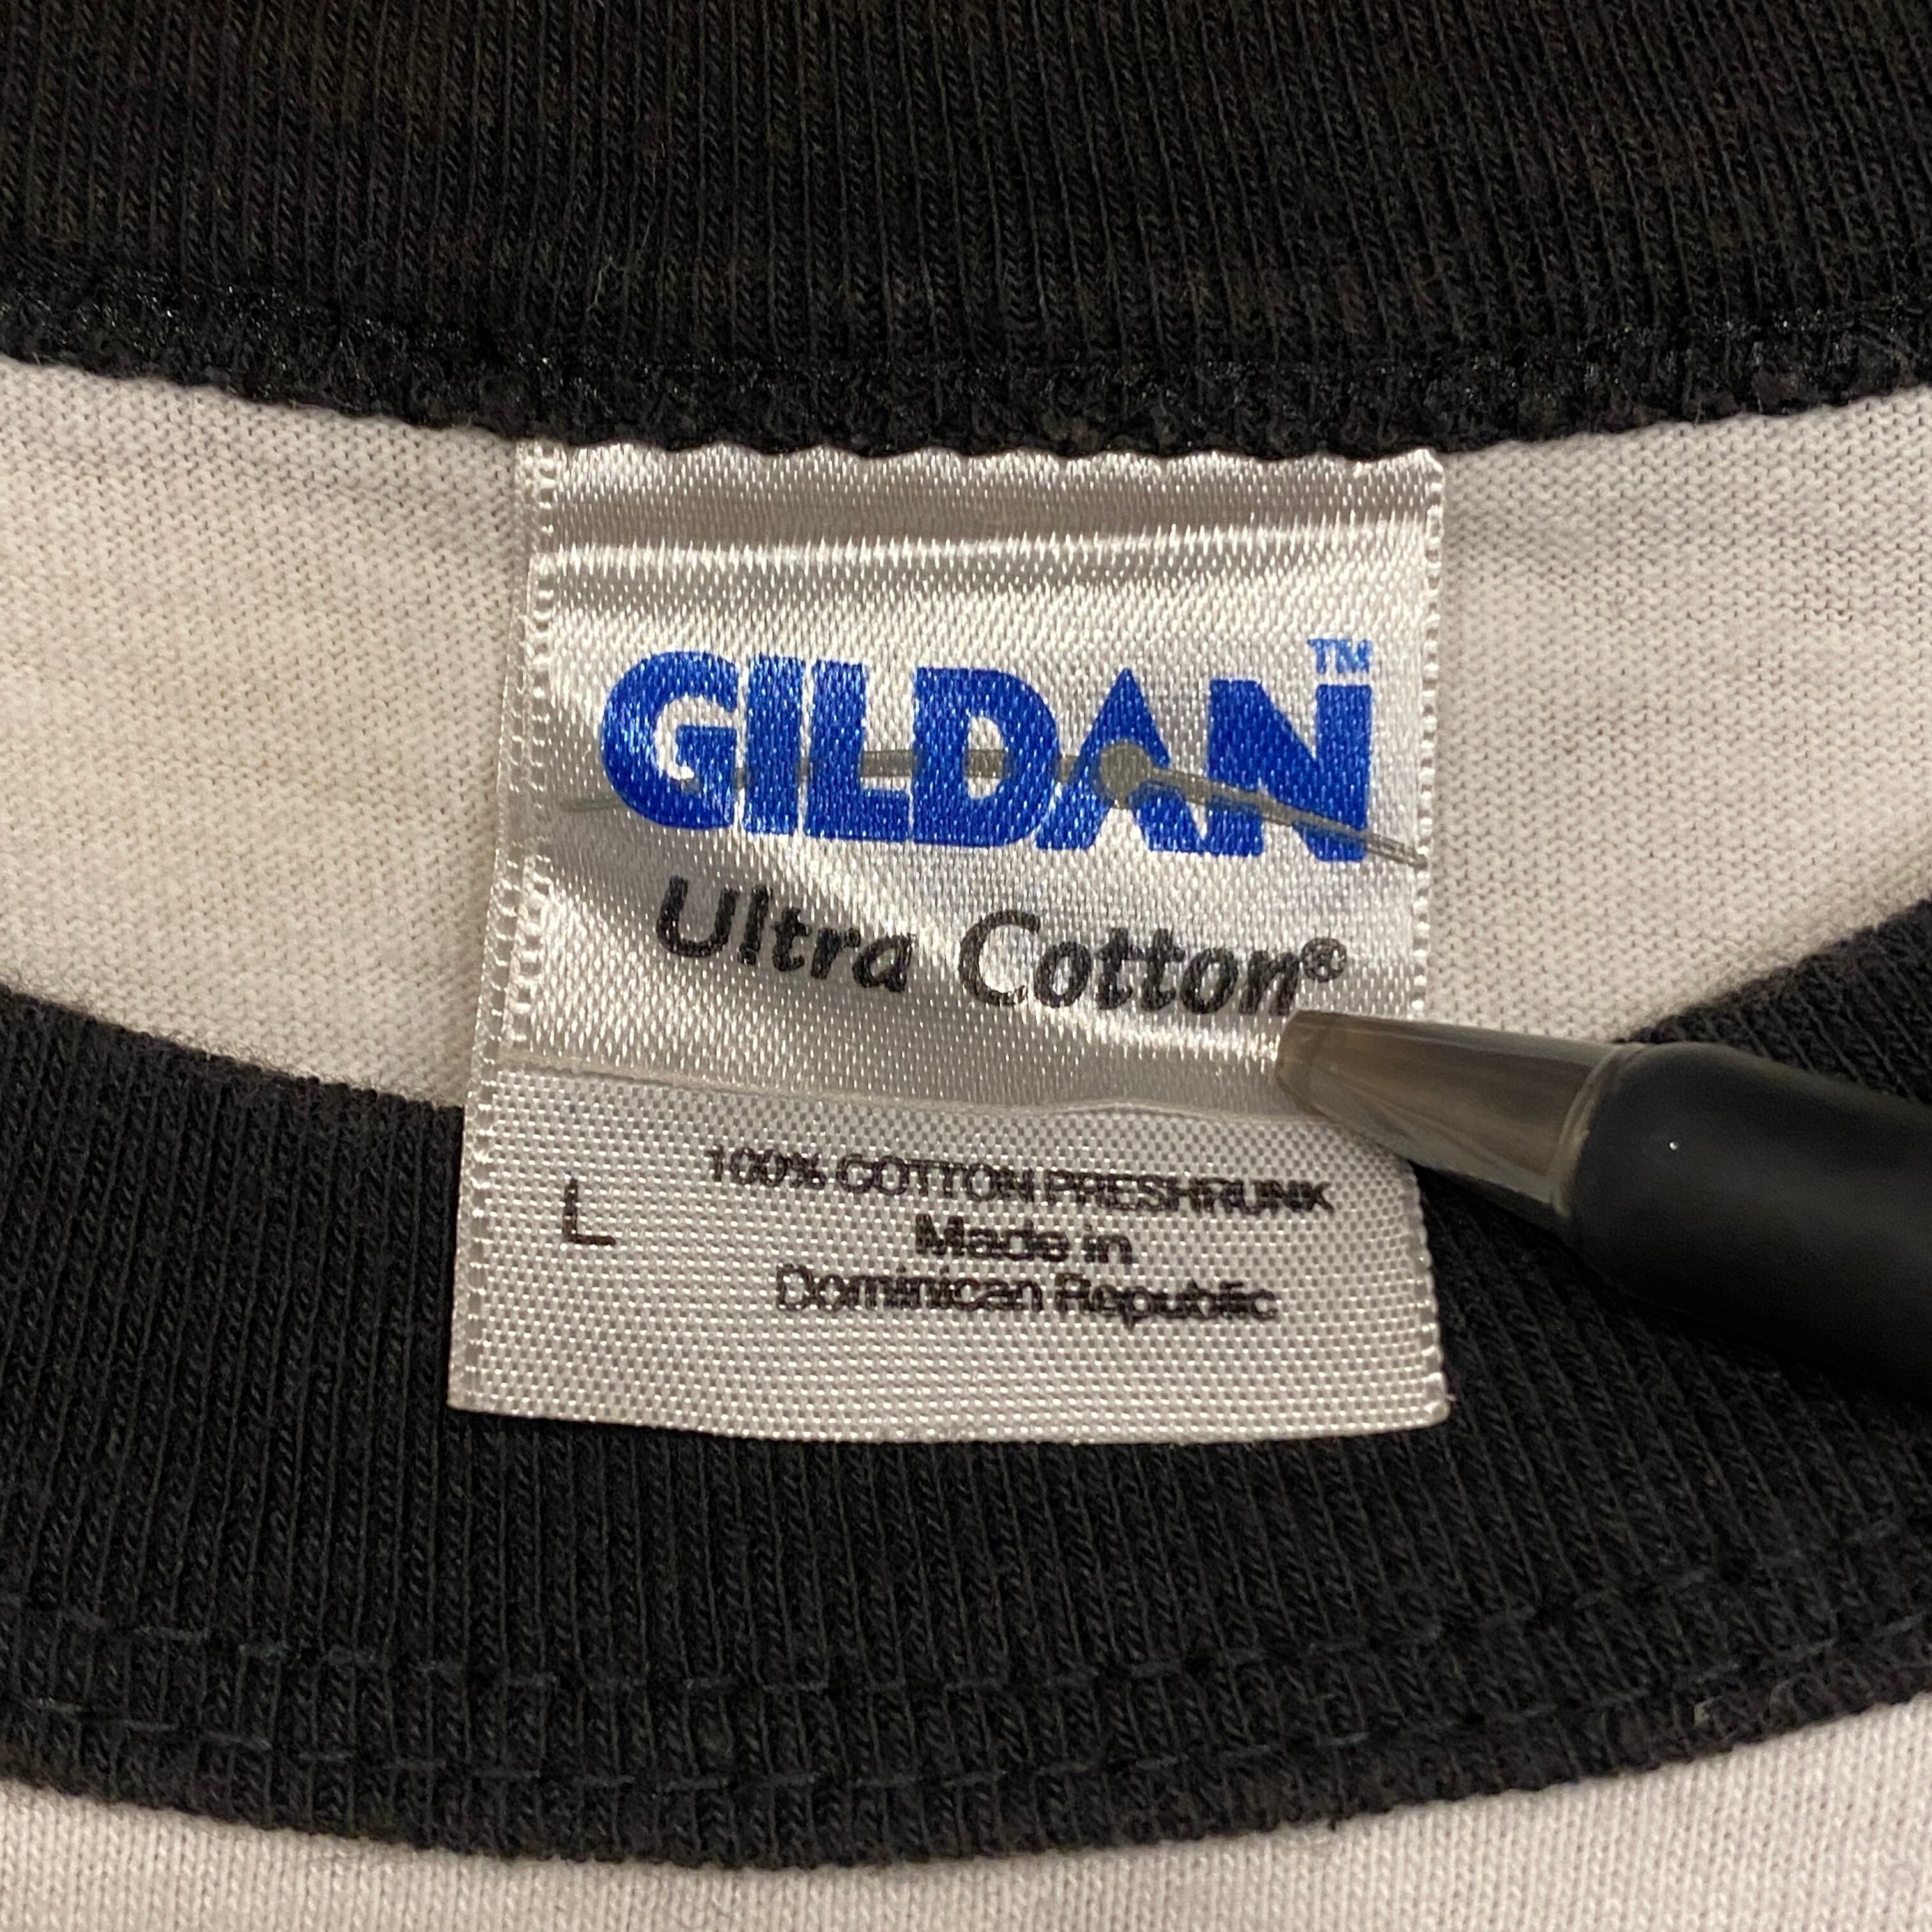 GILDAN™
Ultra Cotton®
L
100% COTTON PRESHRUNK
Made in
Dominican Republic